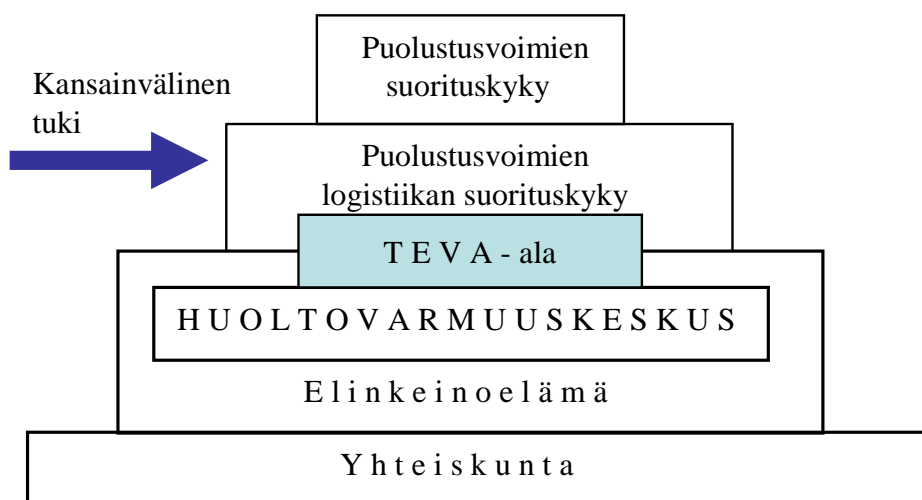 Puolustusvoimien
suorituskyky
Kansainvälinen
tuki
Puolustusvoimien
logistiikan suorituskyky
T E V A - ala
H U O L T O V A R M U U S K E S K U S
E l i n k e i n o e l ä m ä
Y h t e i s k u n t a